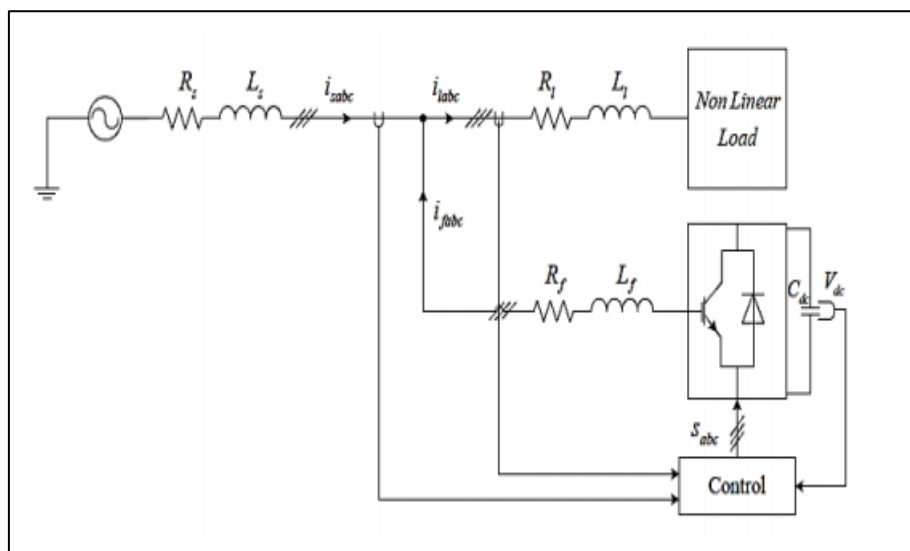 R_s L_s i_sabc i_labc R_l L_l Non Linear
Load
i_fabc
R_f L_f C_dc V_dc
s_abc
Control